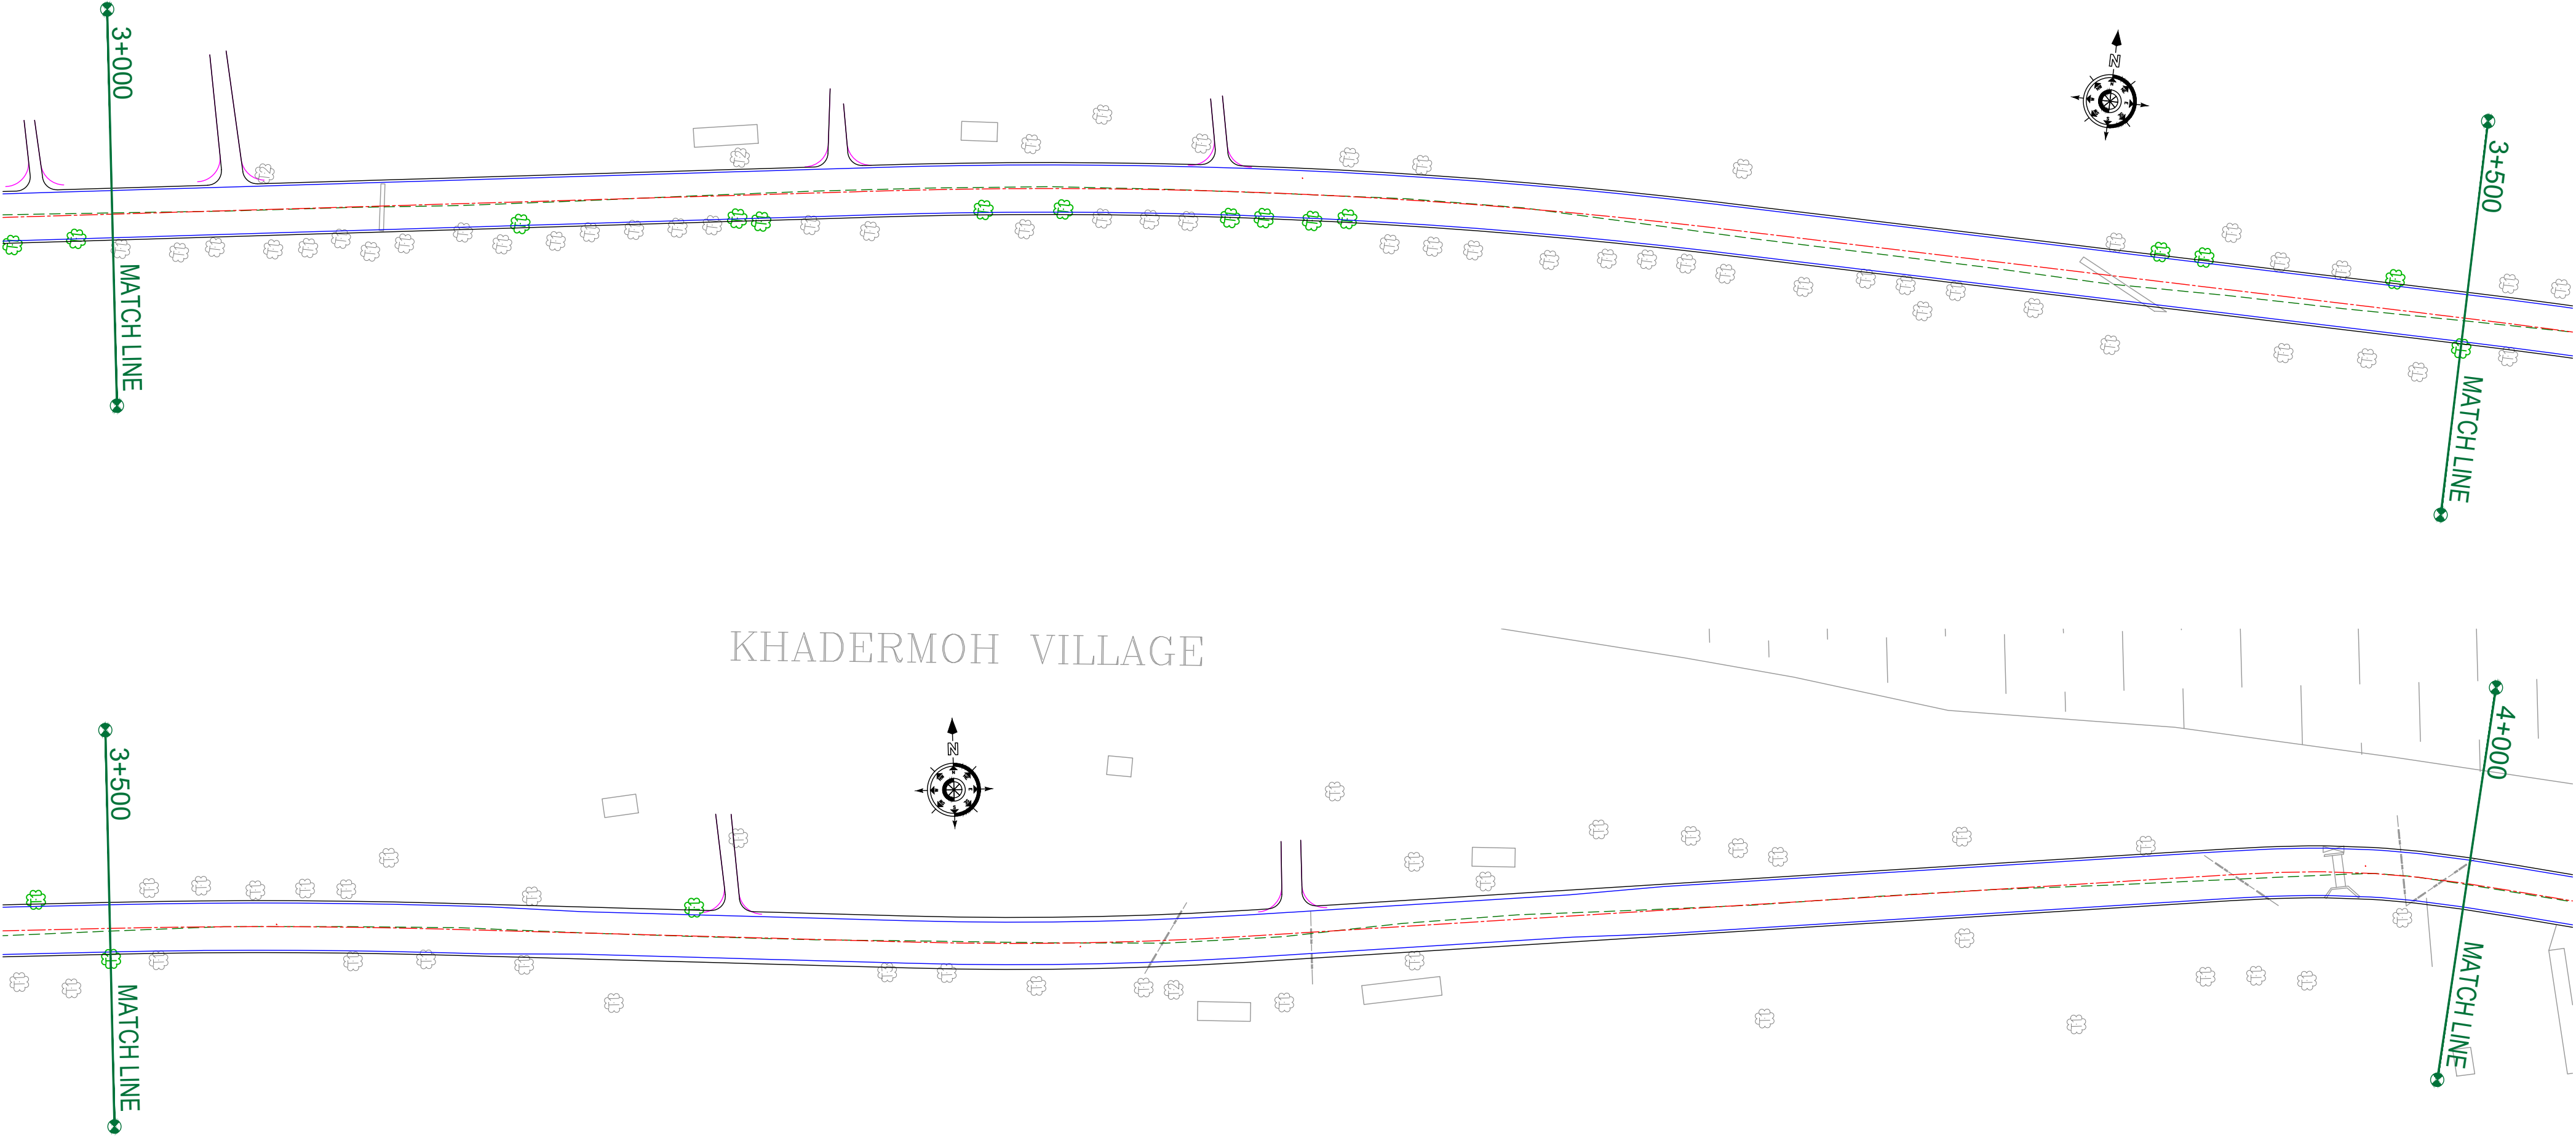 3+000
MATCH LINE
N
3+500
MATCH LINE
KHADERMOH VILLAGE
3+500
MATCH LINE
N
4+000
MATCH LINE